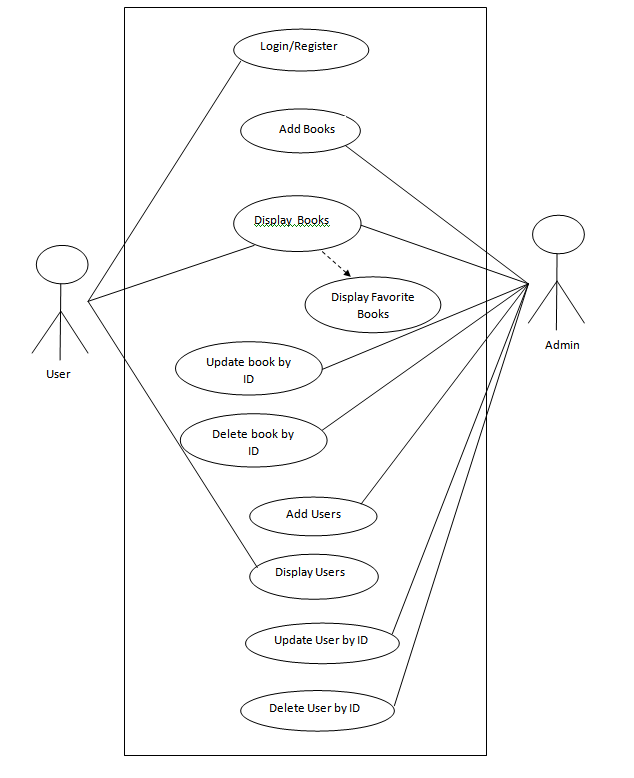 Login/Register
Add Books
Display Books
Display Favorite
Books
Admin
Update book by
ID
User
Delete book by
ID
Add Users
Display Users
Update User by ID
Delete User by ID